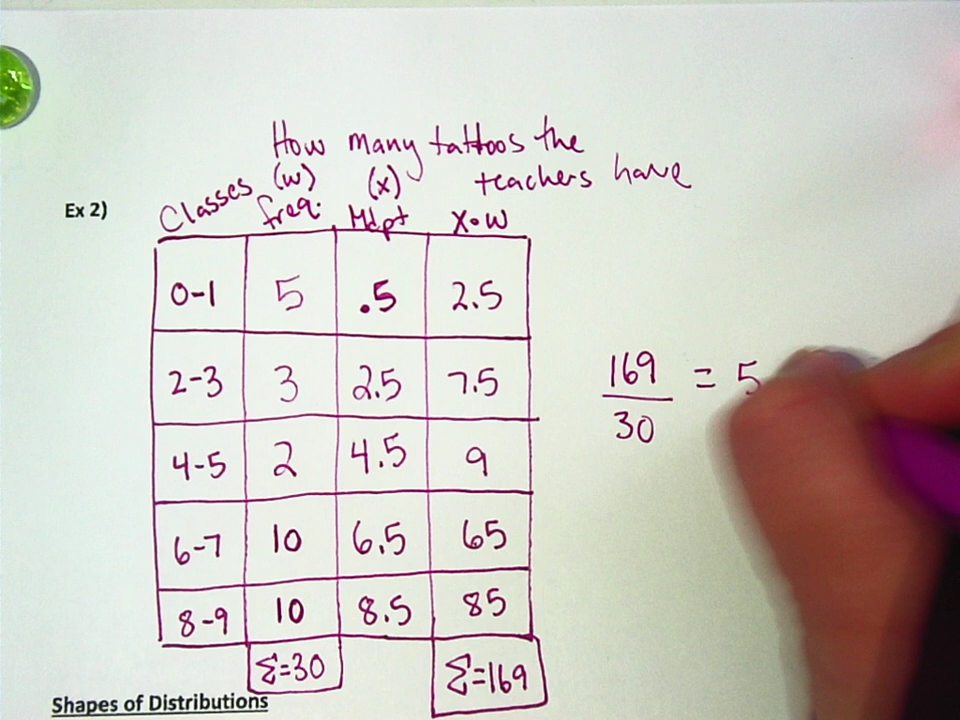 How many tattoos the
teachers have
Ex 2)
Classes (w) freq. (x) Mdpt x•w
0-1 5 .5 2.5
2-3 3 2.5 7.5
4-5 2 4.5 9
6-7 10 6.5 65
8-9 10 8.5 85
Σ=30 Σ=169
169
30
= 5
Shapes of Distributions